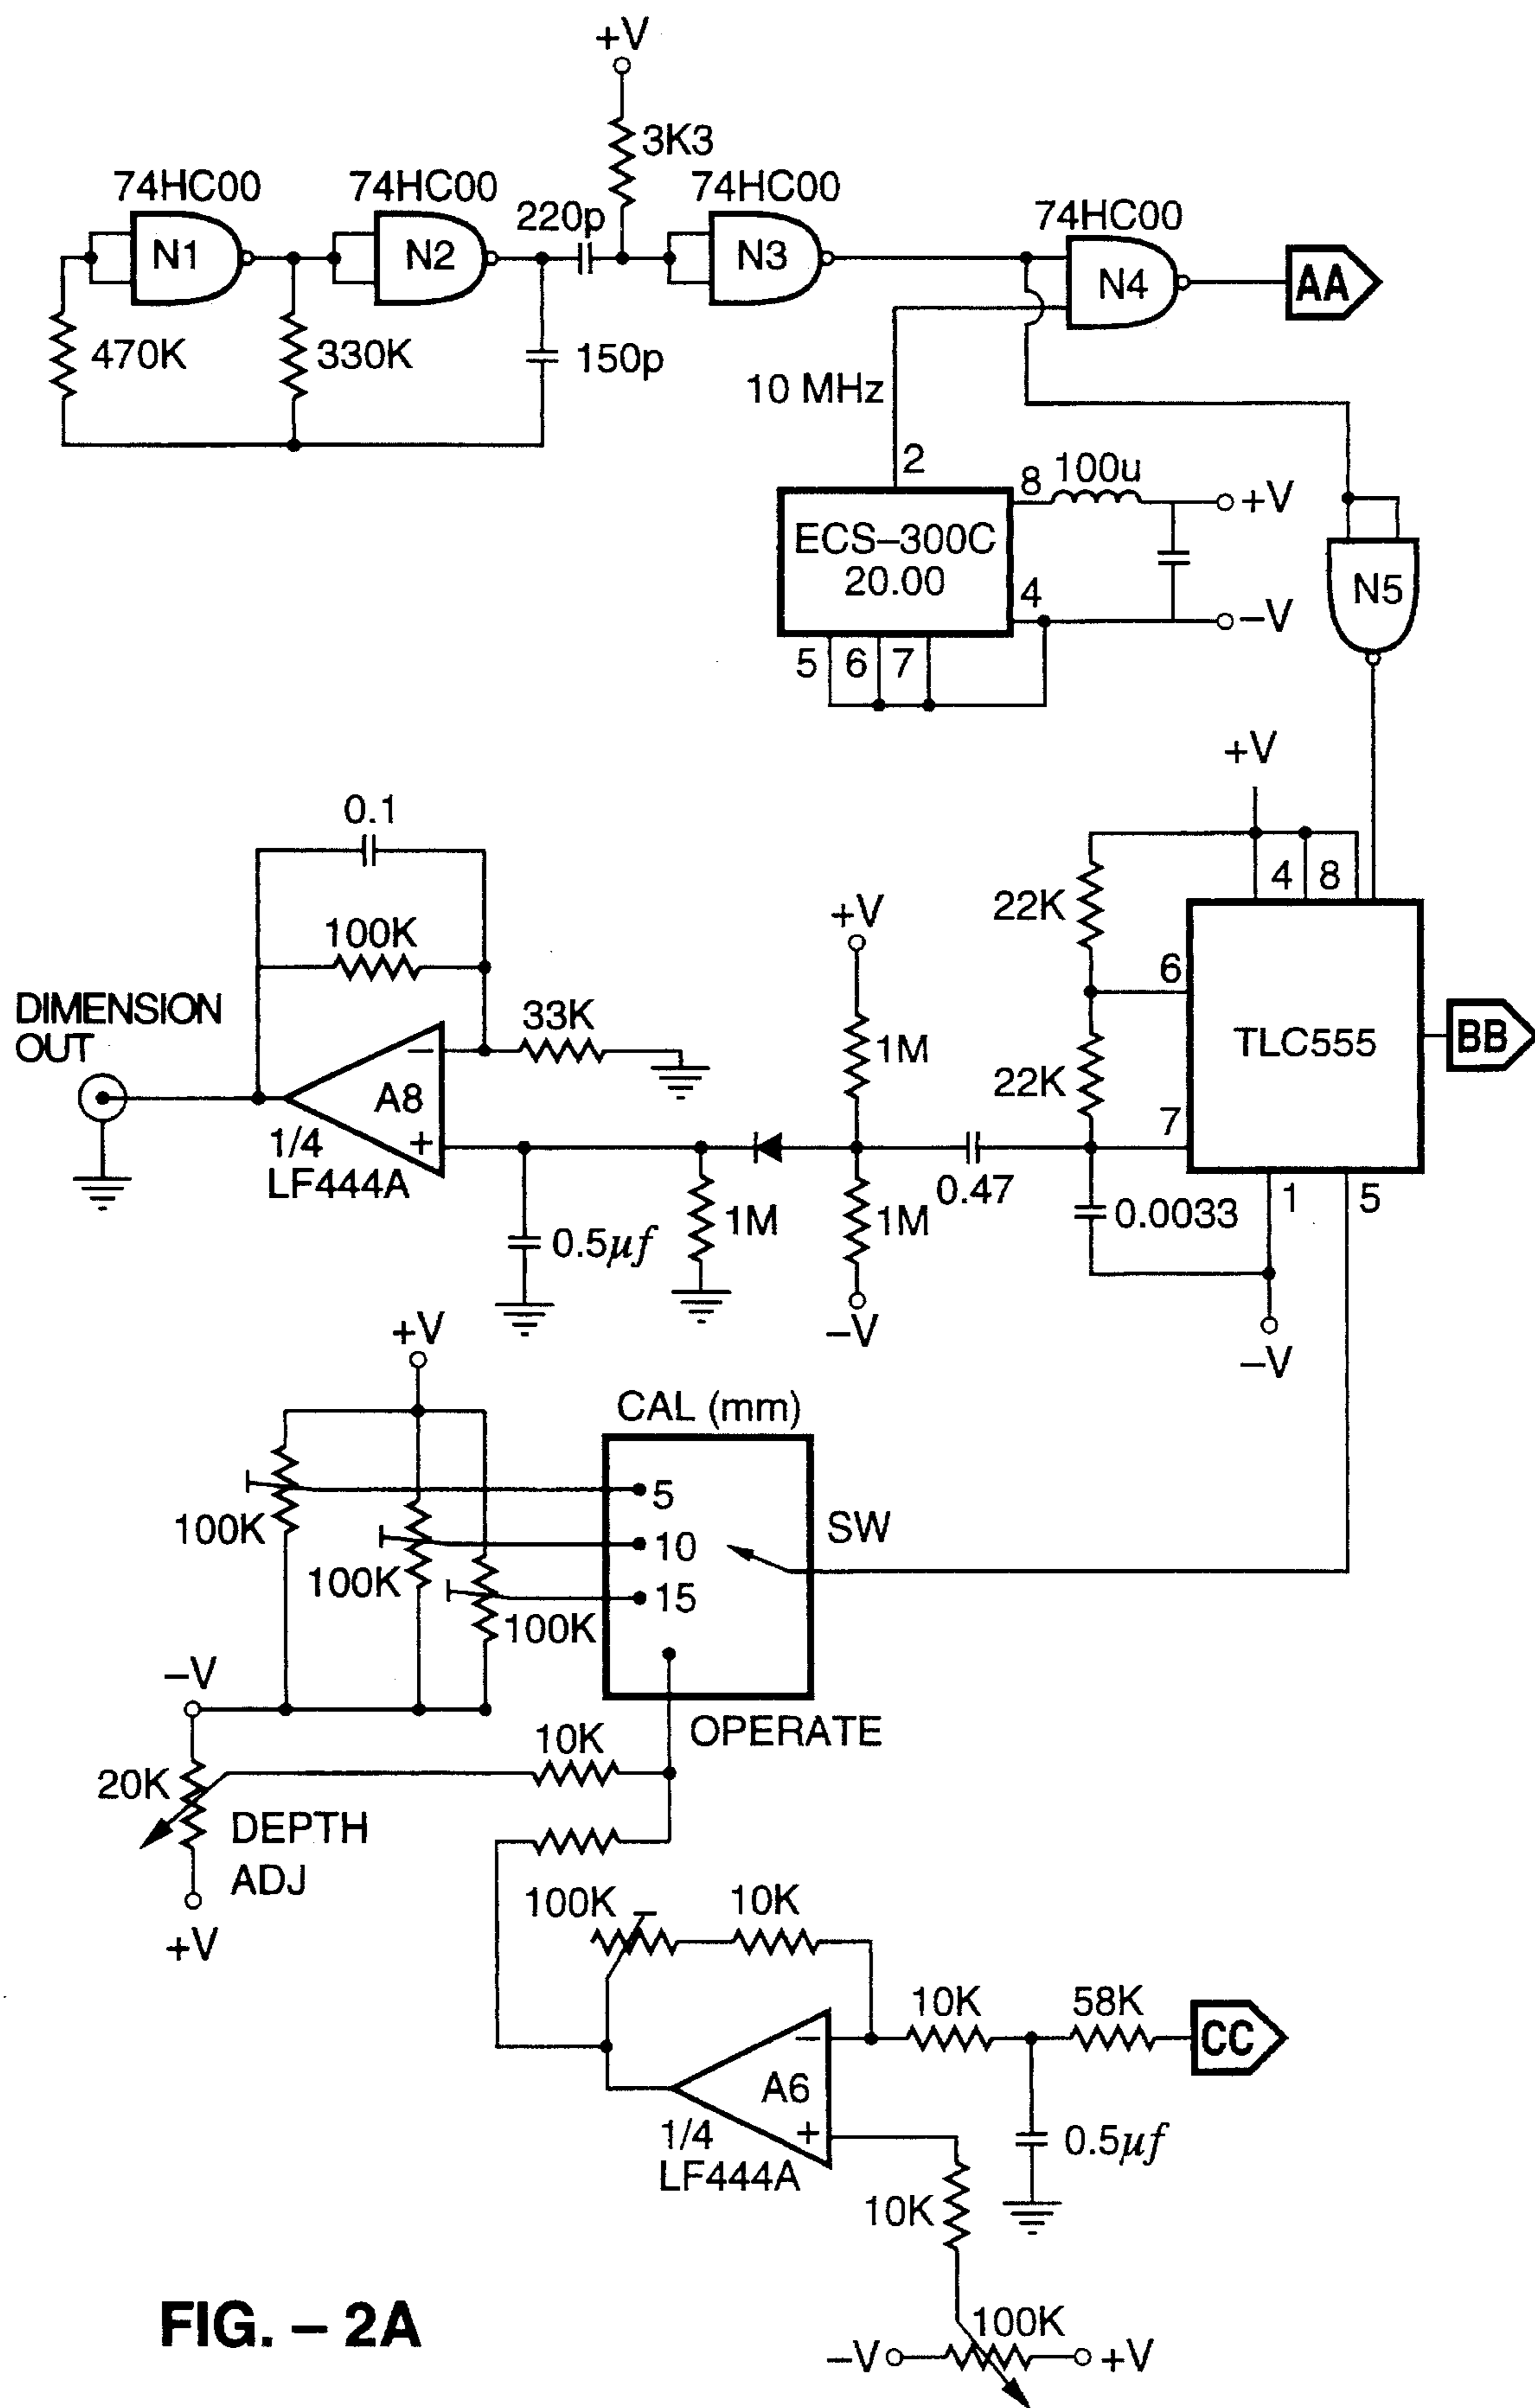 +V
3K3
74HC00 74HC00 74HC00
220p
74HC00
N1 N2 N3
N4
AA
470K 330K 150p
10 MHz
2
8 100u
+V
ECS–300C
20.00
4
–V
N5
5 6 7
+V
0.1
4 8
22K
+V
100K
6
DIMENSION
OUT
33K
1M
TLC555
BB
–
A8
22K
7
+
1/4
LF444A
0.47
1M
1M
0.0033
1 5
0.5µf
–V
–V
+V
CAL (mm)
5
100K
SW
10
100K
15
100K
–V
OPERATE
10K
20K
DEPTH
ADJ
100K 10K
+V
10K 58K
–
CC
A6
+
1/4
LF444A
0.5µf
10K
100K
–V +V
FIG. – 2A